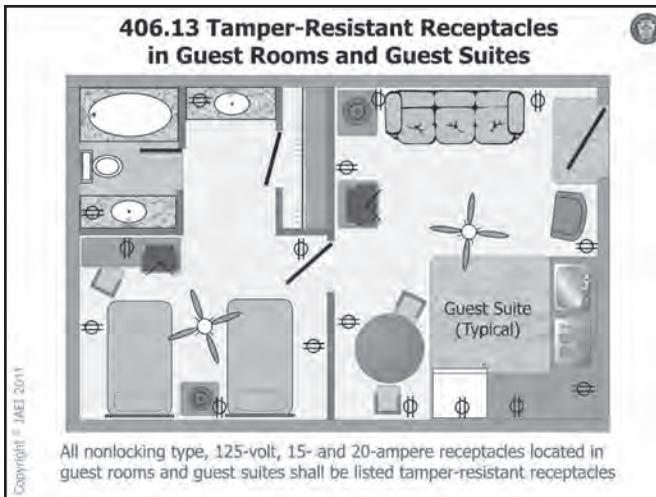 406.13 Tamper-Resistant Receptacles
in Guest Rooms and Guest Suites
Guest Suite
(Typical)
Copyright © IAEI 2011
All nonlocking type, 125-volt, 15- and 20-ampere receptacles located in
guest rooms and guest suites shall be listed tamper-resistant receptacles